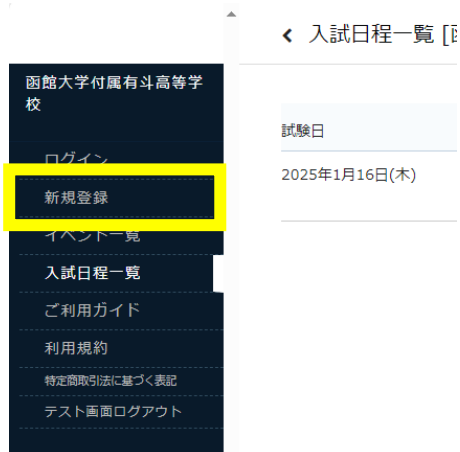 入試日程一覧 [
函館大学付属有斗高等学
校
試験日
ログイン
2025年1月16日(木)
新規登録
イベント一覧
入試日程一覧
ご利用ガイド
利用規約
特定商取引法に基づく表記
テスト画面ログアウト